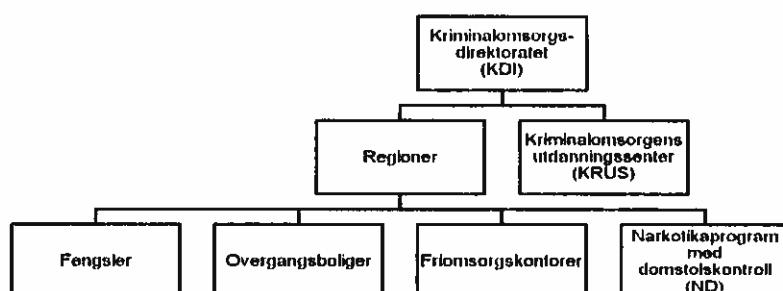 Kriminalomsorgs-
direktoratet
(KDI)
Regioner
Kriminalomsorgens
utdanningssenter
(KRUS)
Fengsler
Overgangsboliger
Friomsorgskontorer
Narkotikaprogram
med
domstolskontroll
(ND)